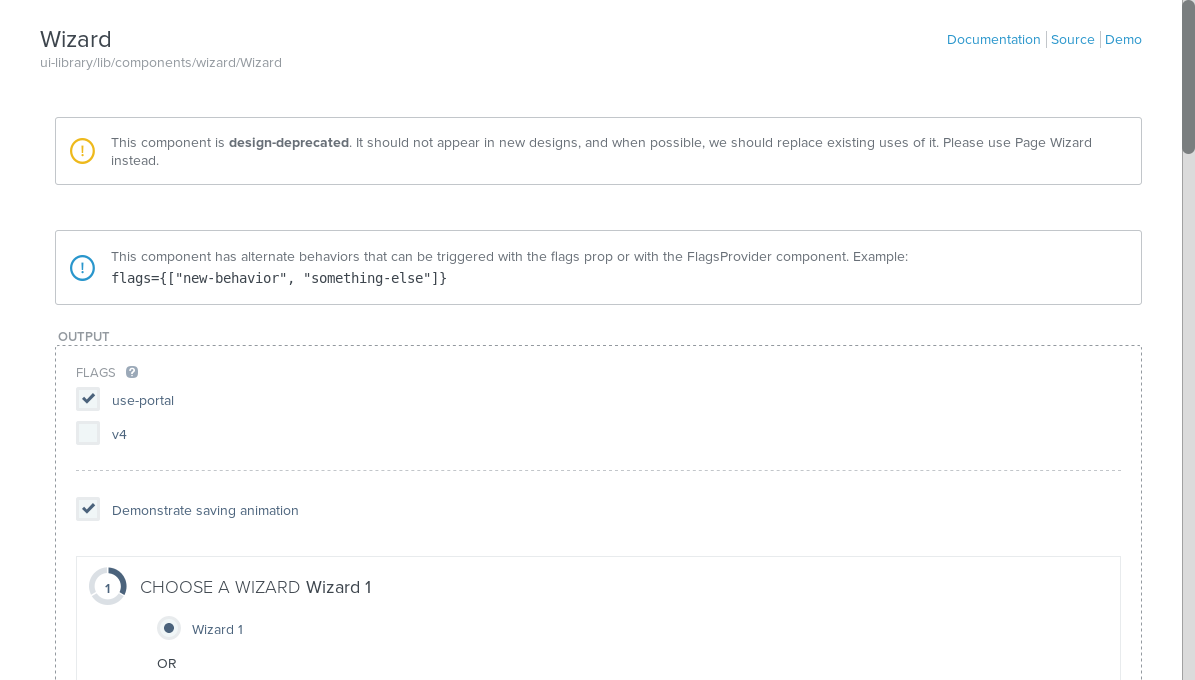 Wizard
Documentation Source Demo
ui-library/lib/components/wizard/Wizard
This component is design-deprecated. It should not appear in new designs, and when possible, we should replace existing uses of it. Please use Page Wizard
instead.
This component has alternate behaviors that can be triggered with the flags prop or with the FlagsProvider component. Example:
flags={["new-behavior", "something-else"]}
OUTPUT
FLAGS ?
use-portal
v4
Demonstrate saving animation
1 CHOOSE A WIZARD Wizard 1
Wizard 1
OR